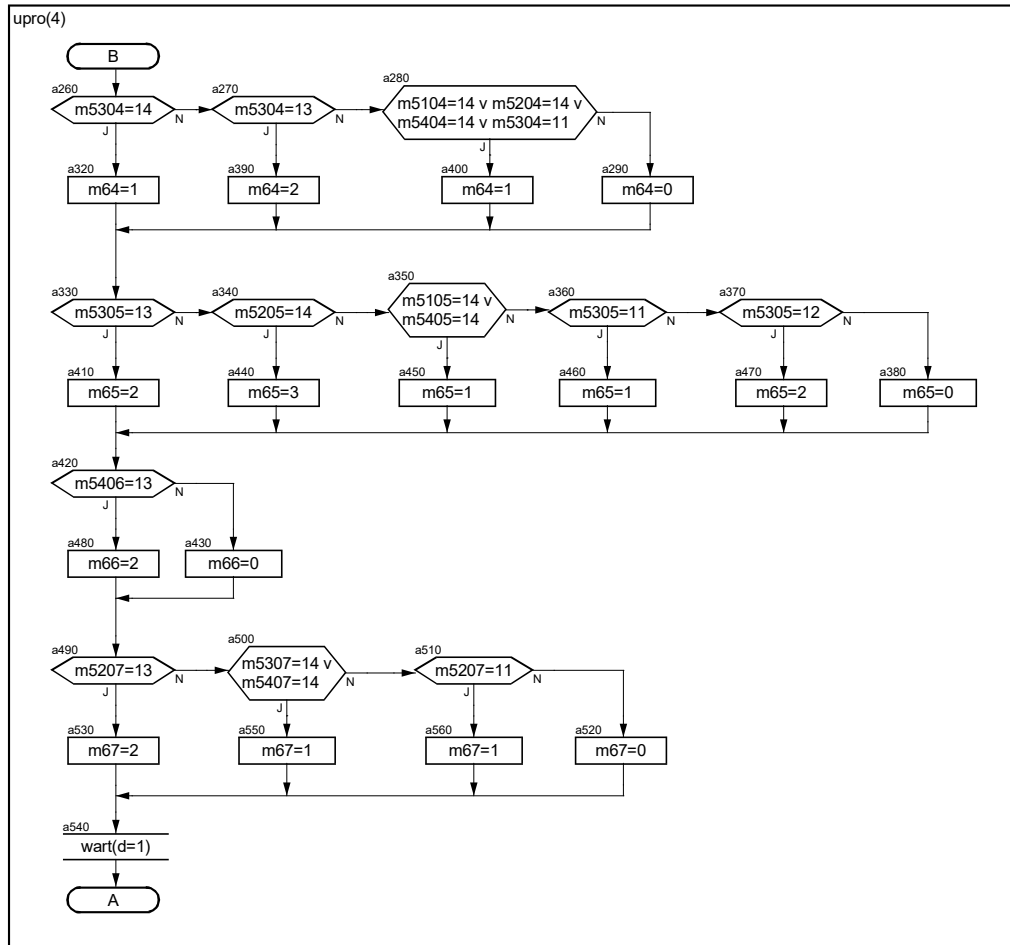 upro(4)
B
a260
m5304=14
N
J
a270
m5304=13
N
J
a280
m5104=14 v m5204=14 v
m5404=14 v m5304=11
N
J
a320
m64=1
a390
m64=2
a400
m64=1
a290
m64=0
a330
m5305=13
N
J
a340
m5205=14
N
J
a350
m5105=14 v
m5405=14
N
J
a360
m5305=11
N
J
a370
m5305=12
N
J
a410
m65=2
a440
m65=3
a450
m65=1
a460
m65=1
a470
m65=2
a380
m65=0
a420
m5406=13
N
J
a480
m66=2
a430
m66=0
a490
m5207=13
N
J
a500
m5307=14 v
m5407=14
N
J
a510
m5207=11
N
J
a530
m67=2
a550
m67=1
a560
m67=1
a520
m67=0
a540
wart(d=1)
A